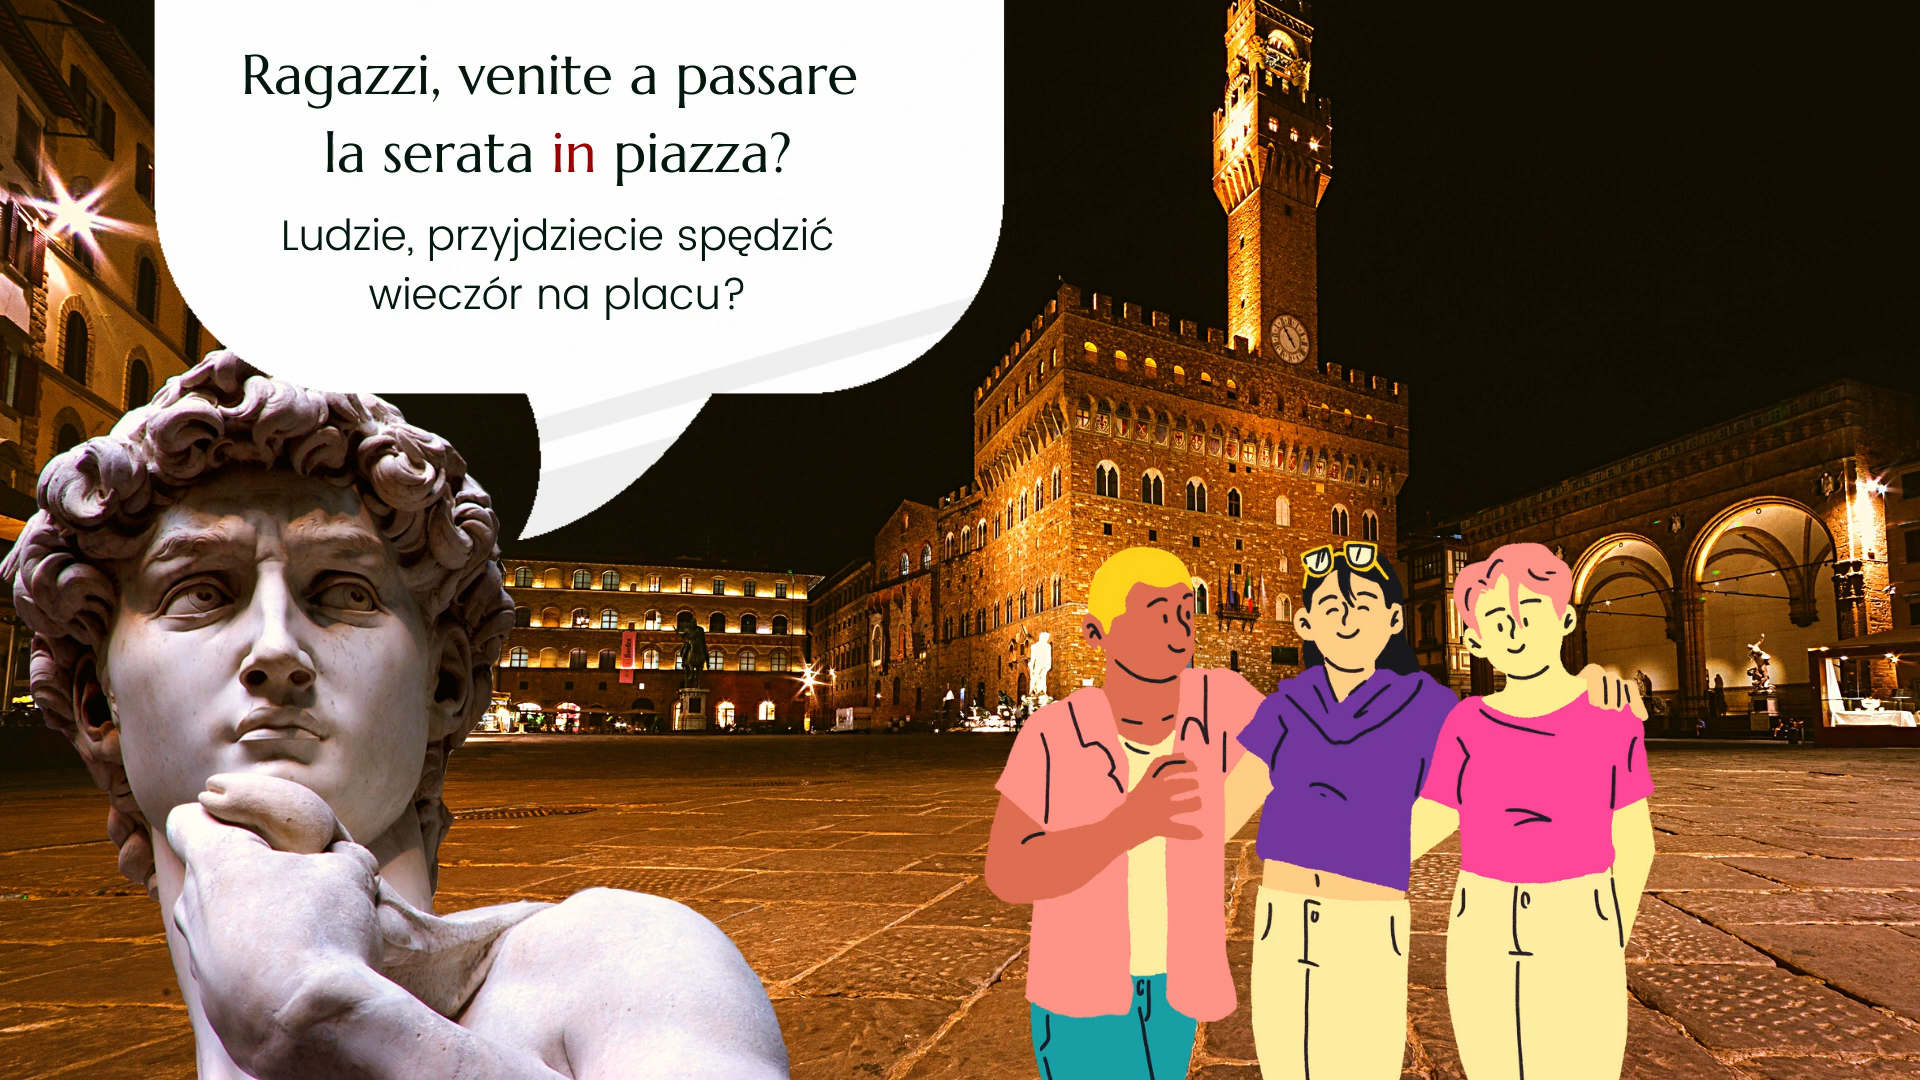 Ragazzi, venite a passare
la serata in piazza?
Ludzie, przyjdziecie spędzić
wieczór na placu?